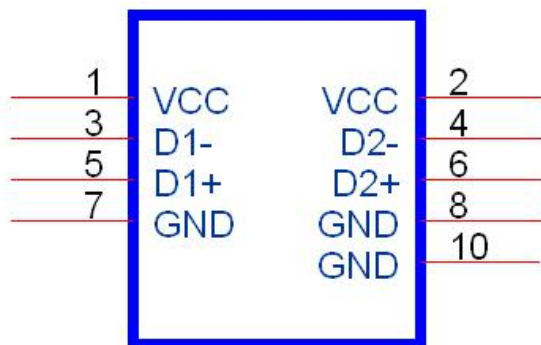 1 VCC VCC 2
3 D1- D2- 4
5 D1+ D2+ 6
7 GND GND 8
GND 10